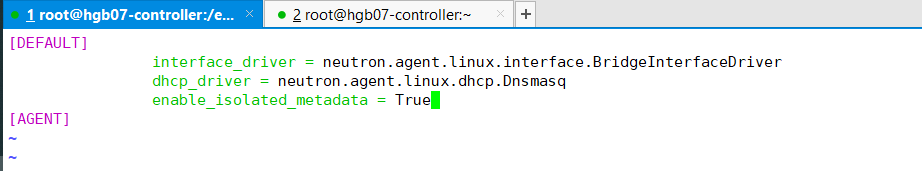 1 root@hgb07-controller:/e... × 2 root@hgb07-controller:~ × +
[DEFAULT]
interface_driver = neutron.agent.linux.interface.BridgeInterfaceDriver
dhcp_driver = neutron.agent.linux.dhcp.Dnsmasq
enable_isolated_metadata = True
[AGENT]
~
~